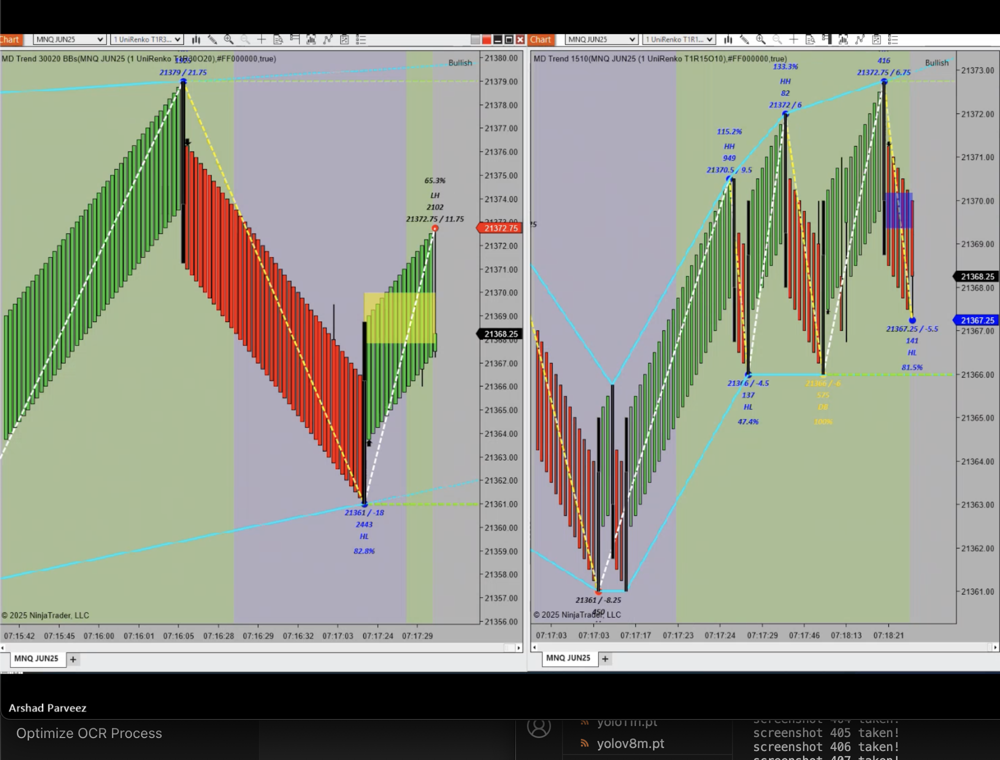 Chart MNQ JUN25 1 UniRenko T1R3
MD Trend 30020 BBs(MNQ JUN25 (1 UniRenko T1R30O20),#FF000000,true)
Bullish
21379 / 21.75
65.3%
LH
2102
21372.75 / 11.75
21361 / -18
2443
HL
82.8%
21380.00
21379.00
21378.00
21377.00
21376.00
21375.00
21374.00
21372.75
21372.00
21371.00
21370.00
21369.00
21368.25
21367.00
21366.00
21365.00
21364.00
21363.00
21362.00
21361.00
21360.00
21359.00
21358.00
21357.00
21356.00
© 2025 NinjaTrader, LLC
07:15:42 07:15:45 07:16:00 07:16:01 07:16:05 07:16:28 07:16:29 07:16:32 07:17:03 07:17:24 07:17:29
MNQ JUN25 +
Chart MNQ JUN25 1 UniRenko T1R1...
MD Trend 1510(MNQ JUN25 (1 UniRenko T1R15O10),#FF000000,true)
Bullish
416
21372.75 / 6.75
133.3%
HH
82
21372 / 6
115.2%
HH
949
21370.5 / 9.5
21366 / -4.5
137
HL
47.4%
100%
21367.25 / -5.5
141
HL
81.5%
21361 / -8.25
450
21373.00
21372.00
21371.00
21370.00
21369.00
21368.25
21368.00
21367.25
21367.00
21366.00
21365.00
21364.00
21363.00
21362.00
21361.00
© 2025 NinjaTrader, LLC
07:17:03 07:17:03 07:17:17 07:17:23 07:17:24 07:17:29 07:17:46 07:18:13 07:18:21
MNQ JUN25 +
Arshad Parveez
Optimize OCR Process
yolo11n.pt
yolov8m.pt
screenshot 404 taken!
screenshot 405 taken!
screenshot 406 taken!
screenshot 407 taken!